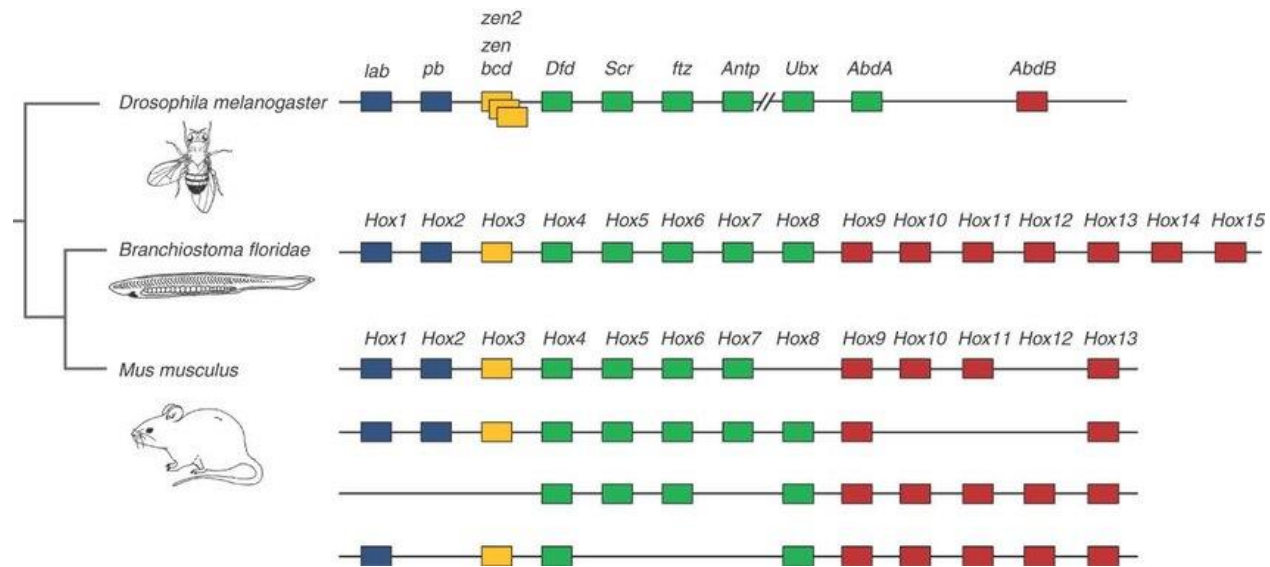 zen2
zen
lab pb bcd Dfd Scr ftz Antp Ubx AbdA AbdB
Drosophila melanogaster
Hox1 Hox2 Hox3 Hox4 Hox5 Hox6 Hox7 Hox8 Hox9 Hox10 Hox11 Hox12 Hox13 Hox14 Hox15
Branchiostoma floridae
Hox1 Hox2 Hox3 Hox4 Hox5 Hox6 Hox7 Hox8 Hox9 Hox10 Hox11 Hox12 Hox13
Mus musculus